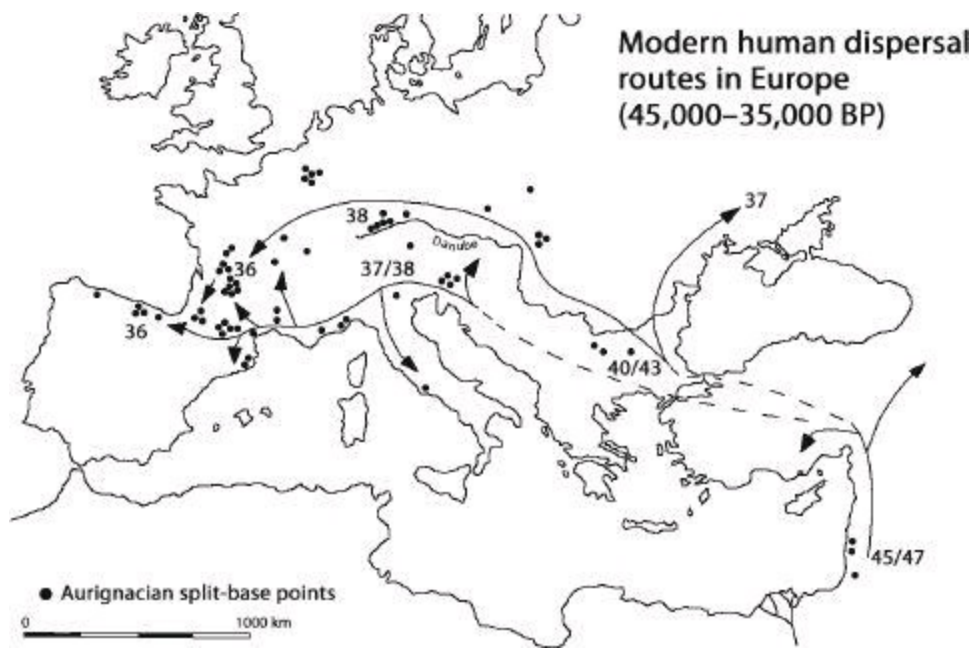 Modern human dispersal
routes in Europe
(45,000–35,000 BP)
37
38
Danube
36
37/38
36
40/43
45/47
Aurignacian split-base points
0 1000 km